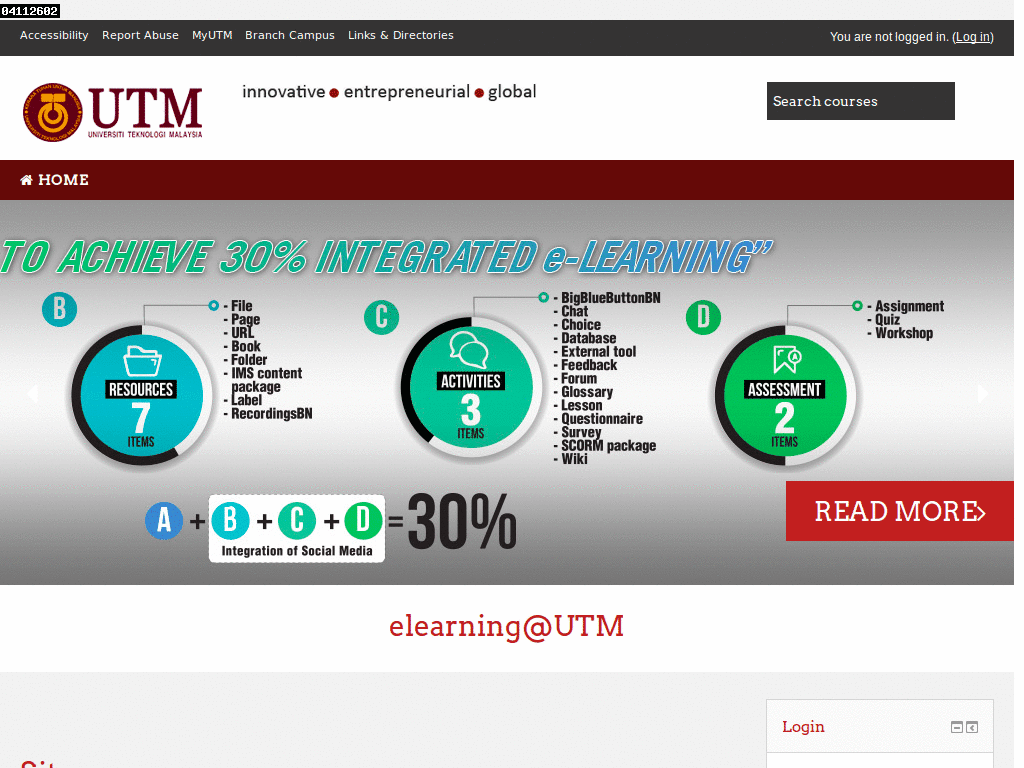 04112602
Accessibility Report Abuse MyUTM Branch Campus Links & Directories
You are not logged in. (Log in)
UTM
UNIVERSITI TEKNOLOGI MALAYSIA
innovative ● entrepreneurial ● global
Search courses
HOME
TO ACHIEVE 30% INTEGRATED e-LEARNING”
B
RESOURCES
7
ITEMS
- File
- Page
- URL
- Book
- Folder
- IMS content
package
- Label
- RecordingsBN
C
ACTIVITIES
3
ITEMS
- BigBlueButtonBN
- Chat
- Choice
- Database
- External tool
- Feedback
- Forum
- Glossary
- Lesson
- Questionnaire
- Survey
- SCORM package
- Wiki
D
ASSESSMENT
2
ITEMS
- Assignment
- Quiz
- Workshop
A + B + C + D = 30%
Integration of Social Media
READ MORE
elearning@UTM
Login